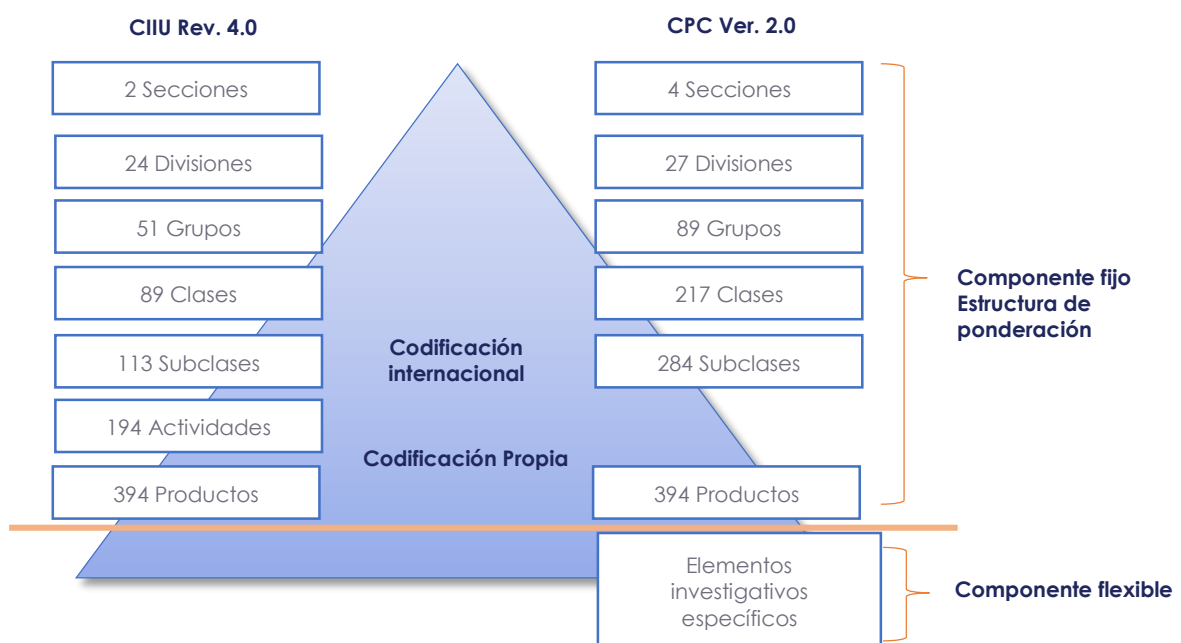 CIIU Rev. 4.0
CPC Ver. 2.0
2 Secciones
4 Secciones
24 Divisiones
27 Divisiones
51 Grupos
89 Grupos
89 Clases
217 Clases
Componente fijo
Estructura de
ponderación
113 Subclases
Codificación
internacional
284 Subclases
194 Actividades
Codificación Propia
394 Productos
394 Productos
Elementos
investigativos
específicos
Componente flexible